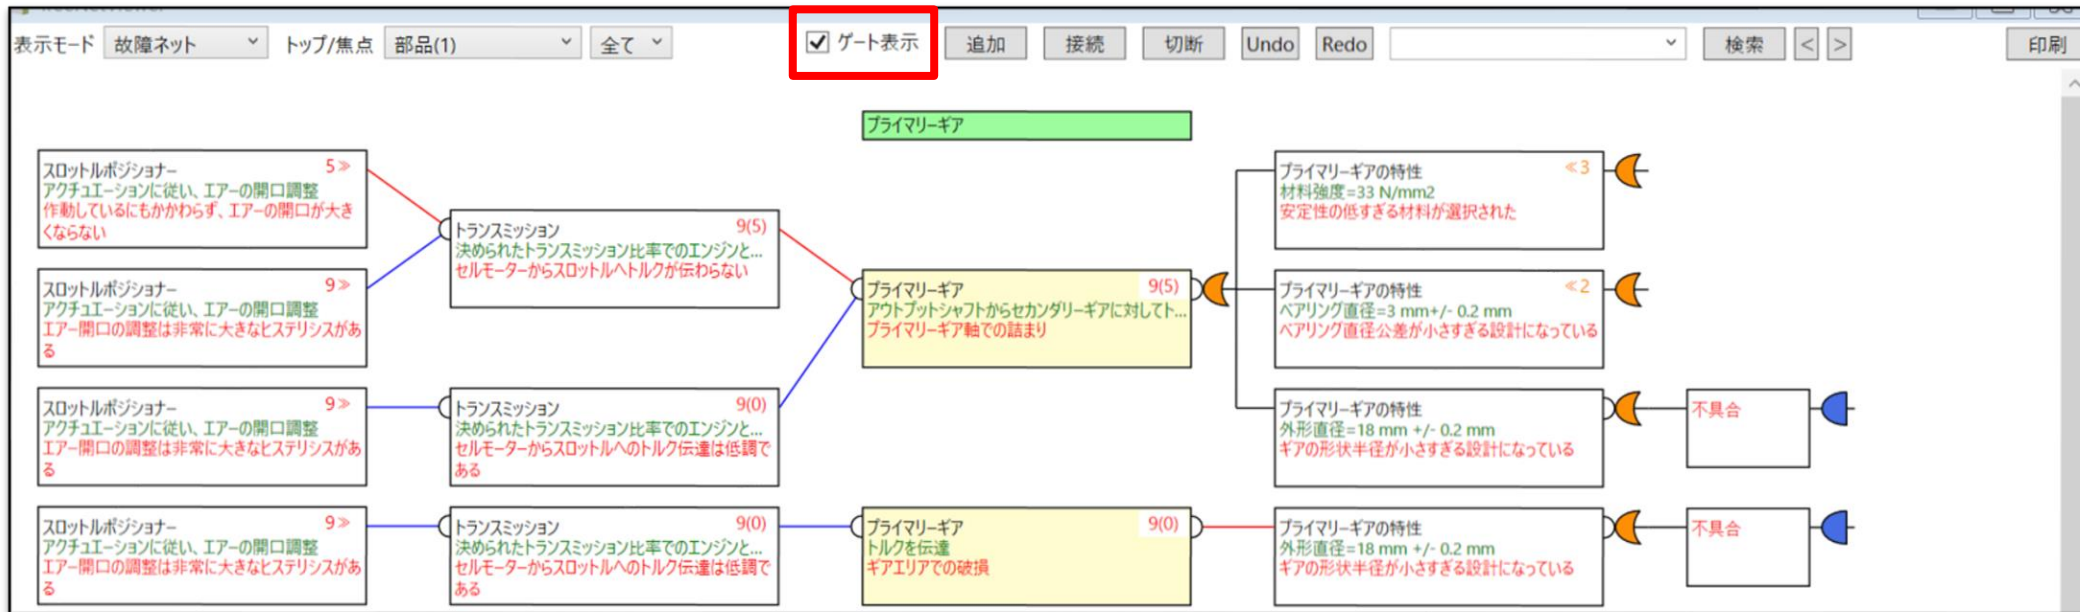 表示モード 故障ネット トップ/焦点 部品(1) 全て ゲート表示 追加 接続 切断 Undo Redo 検索 < > 印刷
プライマリーギア
スロットルポジショナー 5≫
アクチュエーションに従い、エアーの開口調整
作動しているにもかかわらず、エアーの開口が大き
くならない
スロットルポジショナー 9≫
アクチュエーションに従い、エアーの開口調整
エアー開口の調整は非常に大きなヒステリシスがあ
る
スロットルポジショナー 9≫
アクチュエーションに従い、エアーの開口調整
エアー開口の調整は非常に大きなヒステリシスがあ
る
スロットルポジショナー 9≫
アクチュエーションに従い、エアーの開口調整
エアー開口の調整は非常に大きなヒステリシスがあ
る
トランスミッション 9(5)
決められたトランスミッション比率でのエンジンと...
セルモーターからスロットルへトルクが伝わらない
トランスミッション 9(0)
決められたトランスミッション比率でのエンジンと...
セルモーターからスロットルへのトルク伝達は低調で
ある
トランスミッション 9(0)
決められたトランスミッション比率でのエンジンと...
セルモーターからスロットルへのトルク伝達は低調で
ある
プライマリーギア 9(5)
アウトプットシャフトからセカンダリーギアに対してト...
プライマリーギア軸での詰まり
プライマリーギア 9(0)
トルクを伝達
ギアエリアでの破損
プライマリーギアの特性 ≪3
材料強度=33 N/mm2
安定性の低すぎる材料が選択された
プライマリーギアの特性 ≪2
ベアリング直径=3 mm+/- 0.2 mm
ベアリング直径公差が小さすぎる設計になっている
プライマリーギアの特性
外形直径=18 mm +/- 0.2 mm
ギアの形状半径が小さすぎる設計になっている
プライマリーギアの特性
外形直径=18 mm +/- 0.2 mm
ギアの形状半径が小さすぎる設計になっている
不具合
不具合